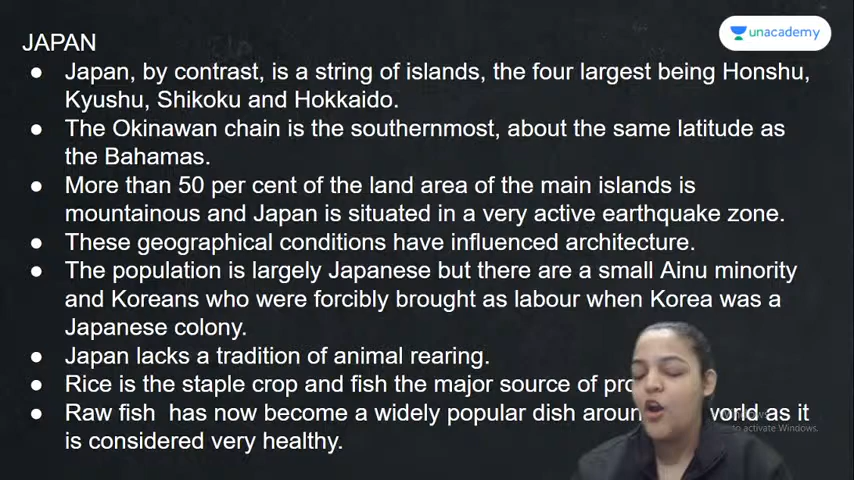 JAPAN
unacademy
● Japan, by contrast, is a string of islands, the four largest being Honshu,
Kyushu, Shikoku and Hokkaido.
● The Okinawan chain is the southernmost, about the same latitude as
the Bahamas.
● More than 50 per cent of the land area of the main islands is
mountainous and Japan is situated in a very active earthquake zone.
● These geographical conditions have influenced architecture.
● The population is largely Japanese but there are a small Ainu minority
and Koreans who were forcibly brought as labour when Korea was a
Japanese colony.
● Japan lacks a tradition of animal rearing.
● Rice is the staple crop and fish the major source of
● Raw fish has now become a widely popular dish as it
is considered very healthy.
to activate Windows.